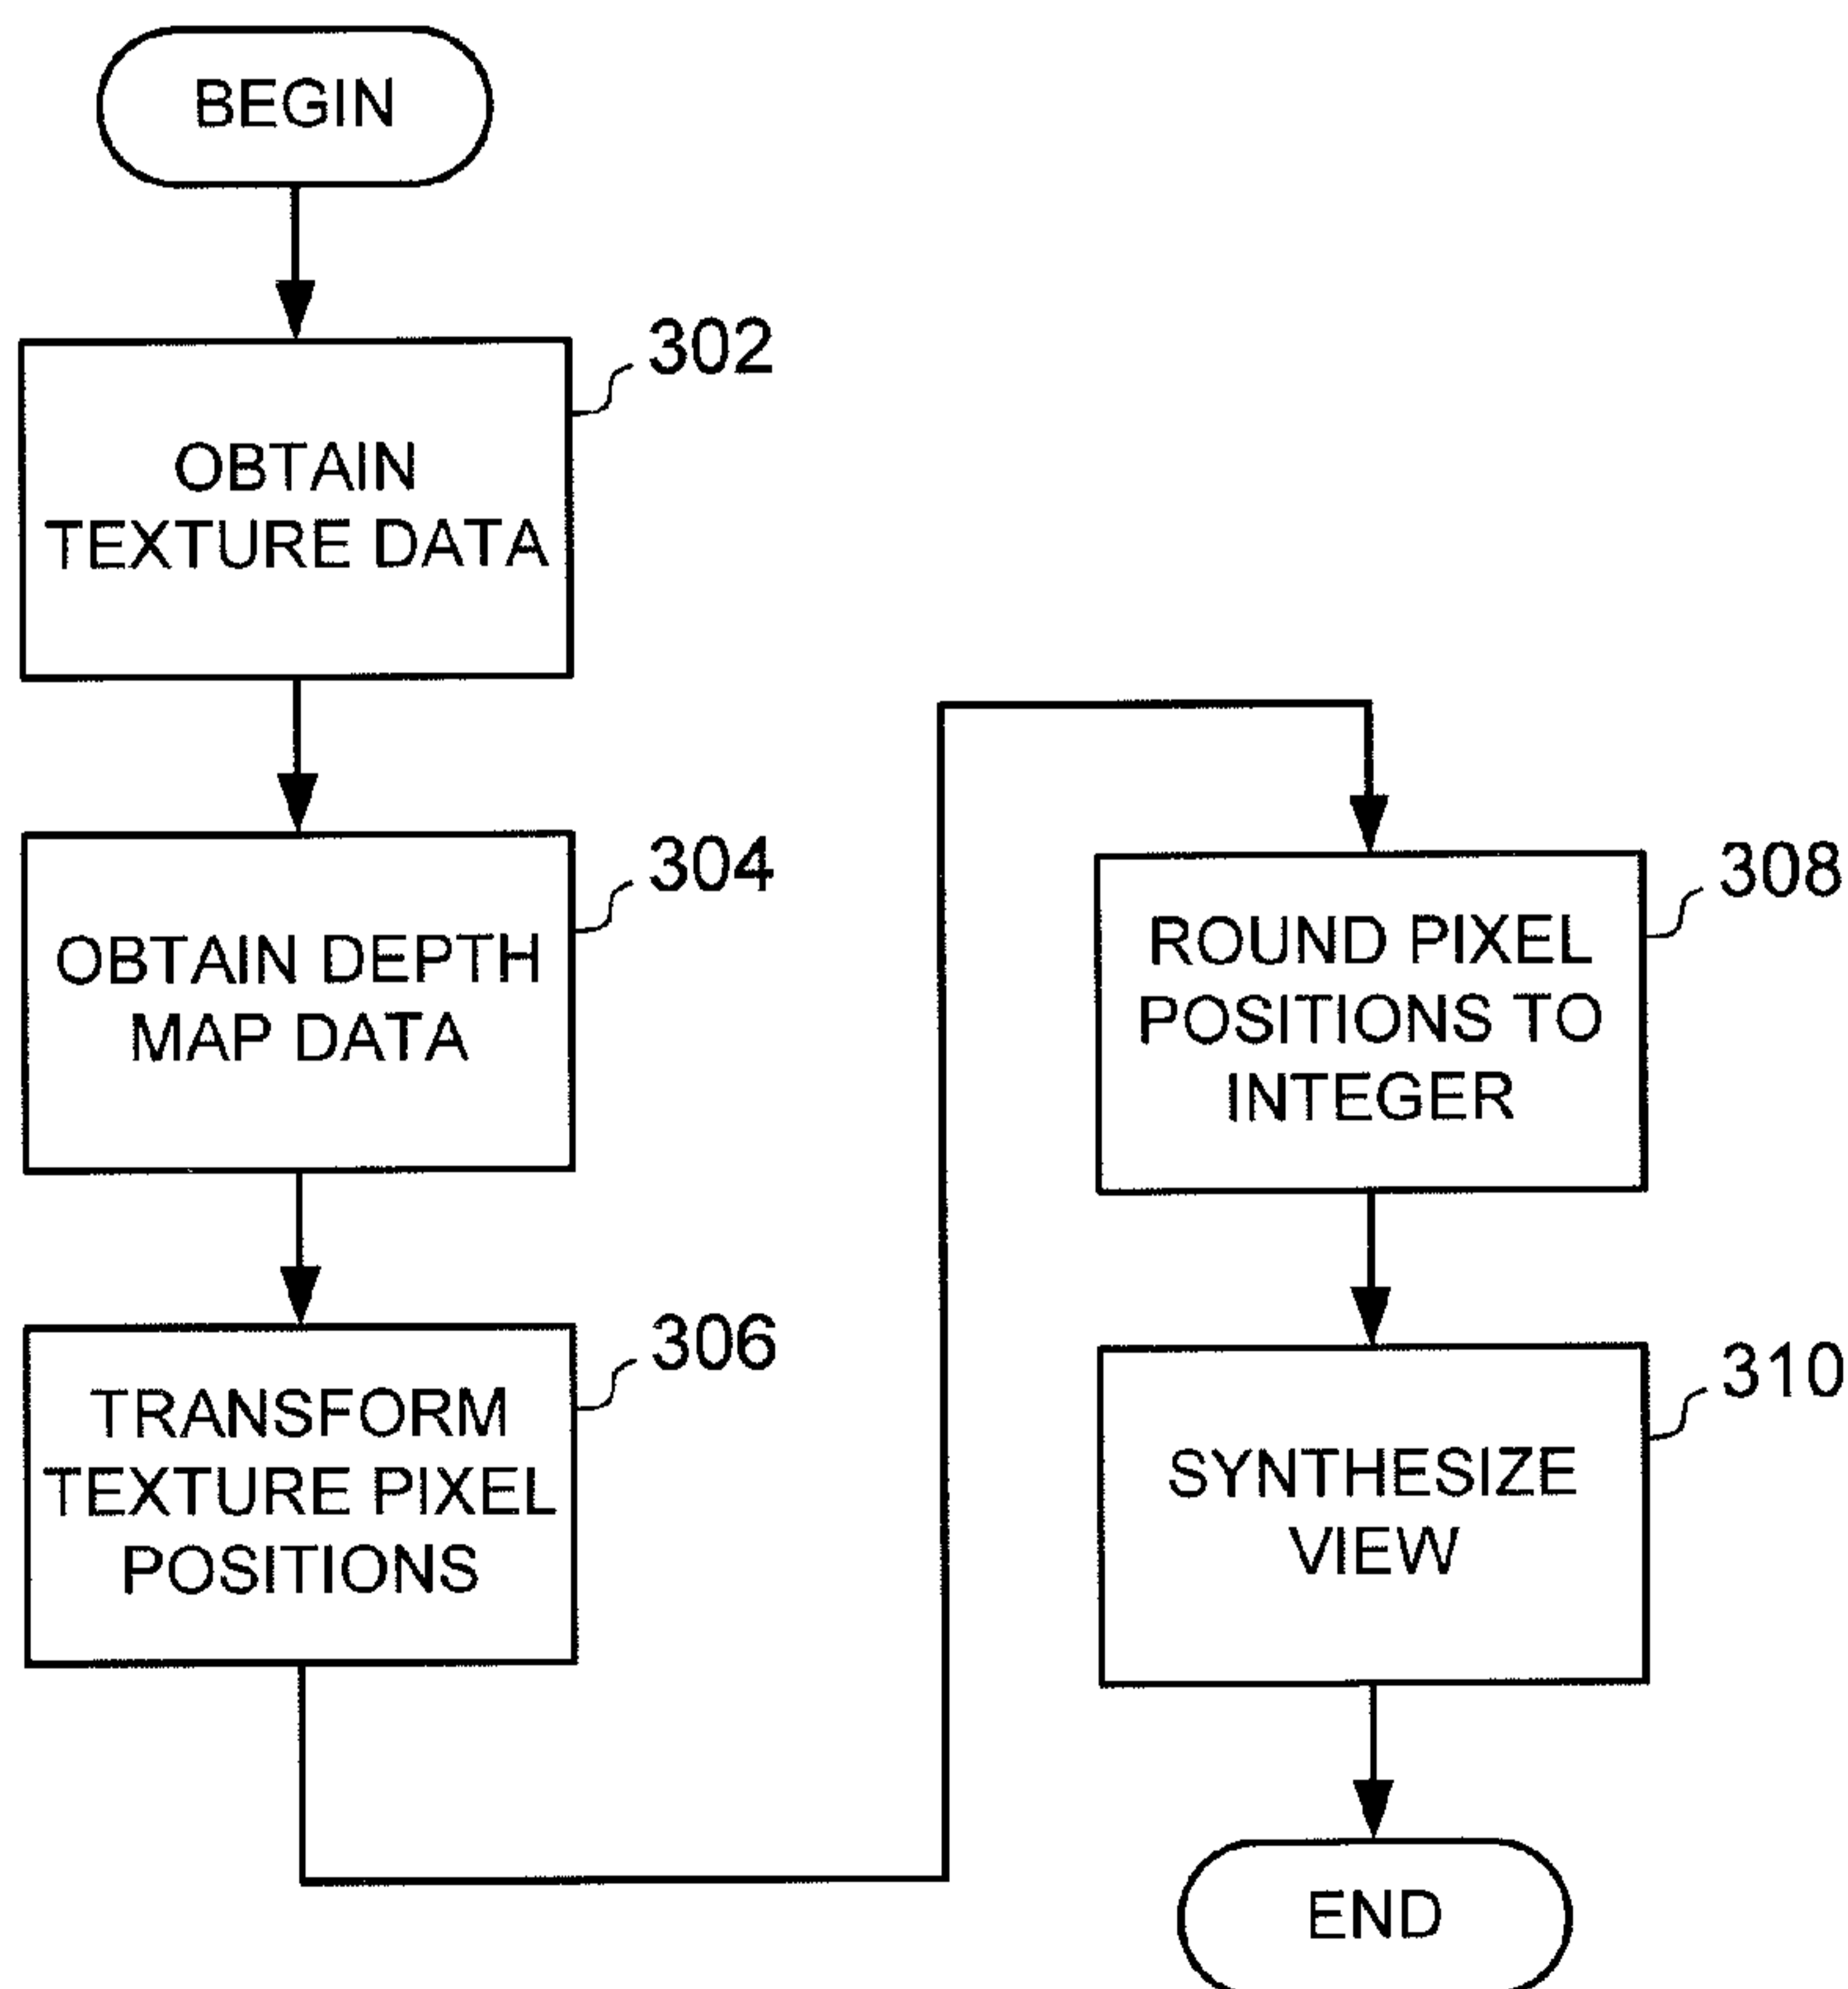 BEGIN
302
OBTAIN
TEXTURE DATA
304
OBTAIN DEPTH
MAP DATA
306
TRANSFORM
TEXTURE PIXEL
POSITIONS
308
ROUND PIXEL
POSITIONS TO
INTEGER
310
SYNTHESIZE
VIEW
END